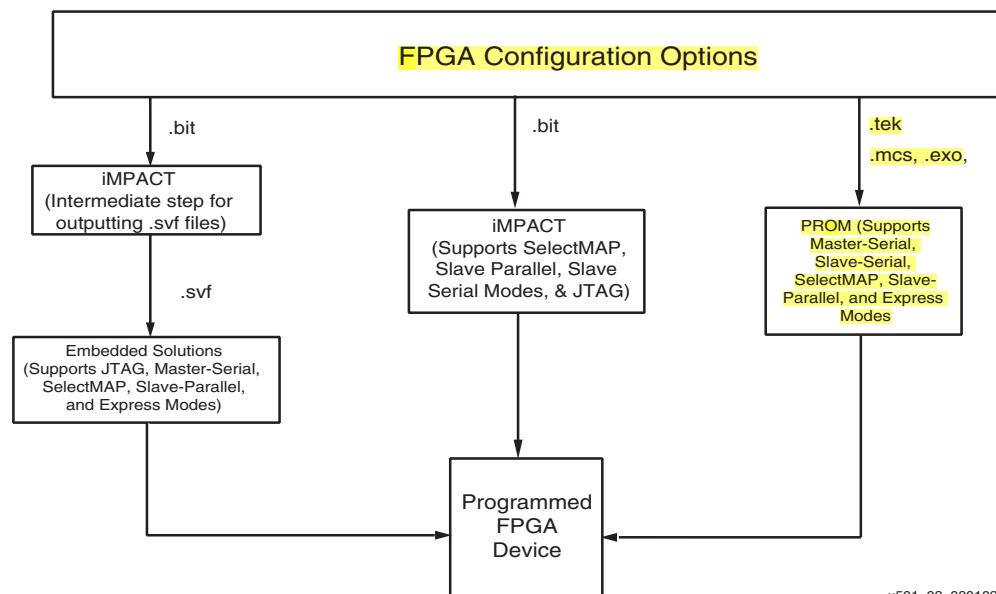 FPGA Configuration Options
.bit
.bit
.tek
.mcs, .exo,
iMPACT
(Intermediate step for
outputting .svf files)
iMPACT
(Supports SelectMAP,
Slave Parallel, Slave
Serial Modes, & JTAG)
PROM (Supports
Master-Serial,
Slave-Serial,
SelectMAP, Slave-
Parallel, and Express
Modes
.svf
Embedded Solutions
(Supports JTAG, Master-Serial,
SelectMAP, Slave-Parallel,
and Express Modes)
Programmed
FPGA
Device